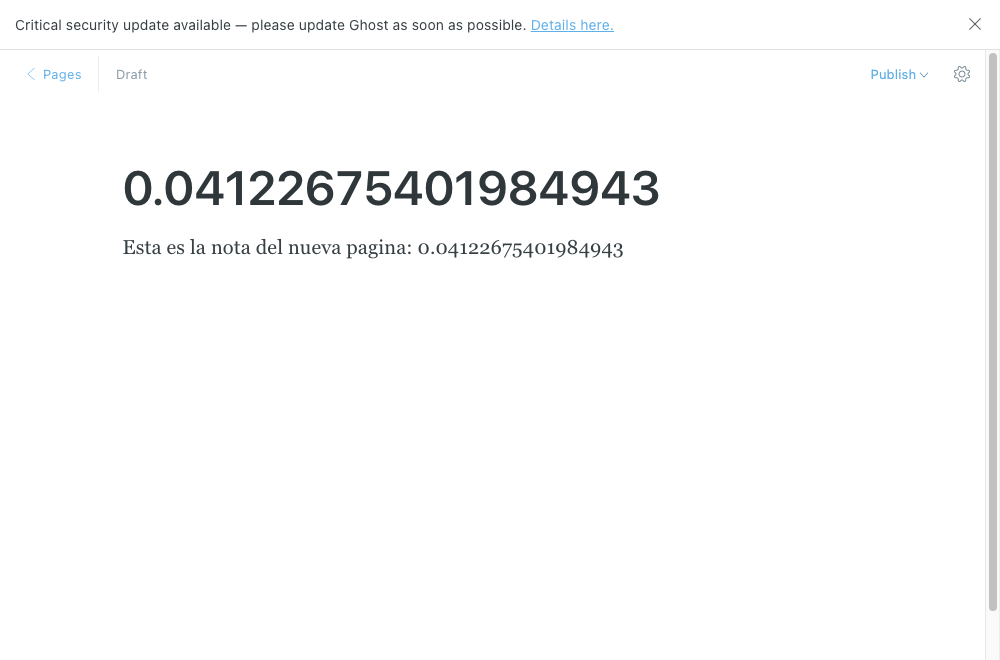 Critical security update available — please update Ghost as soon as possible. Details here.
Pages
Draft
Publish
0.04122675401984943
Esta es la nota del nueva pagina: 0.04122675401984943